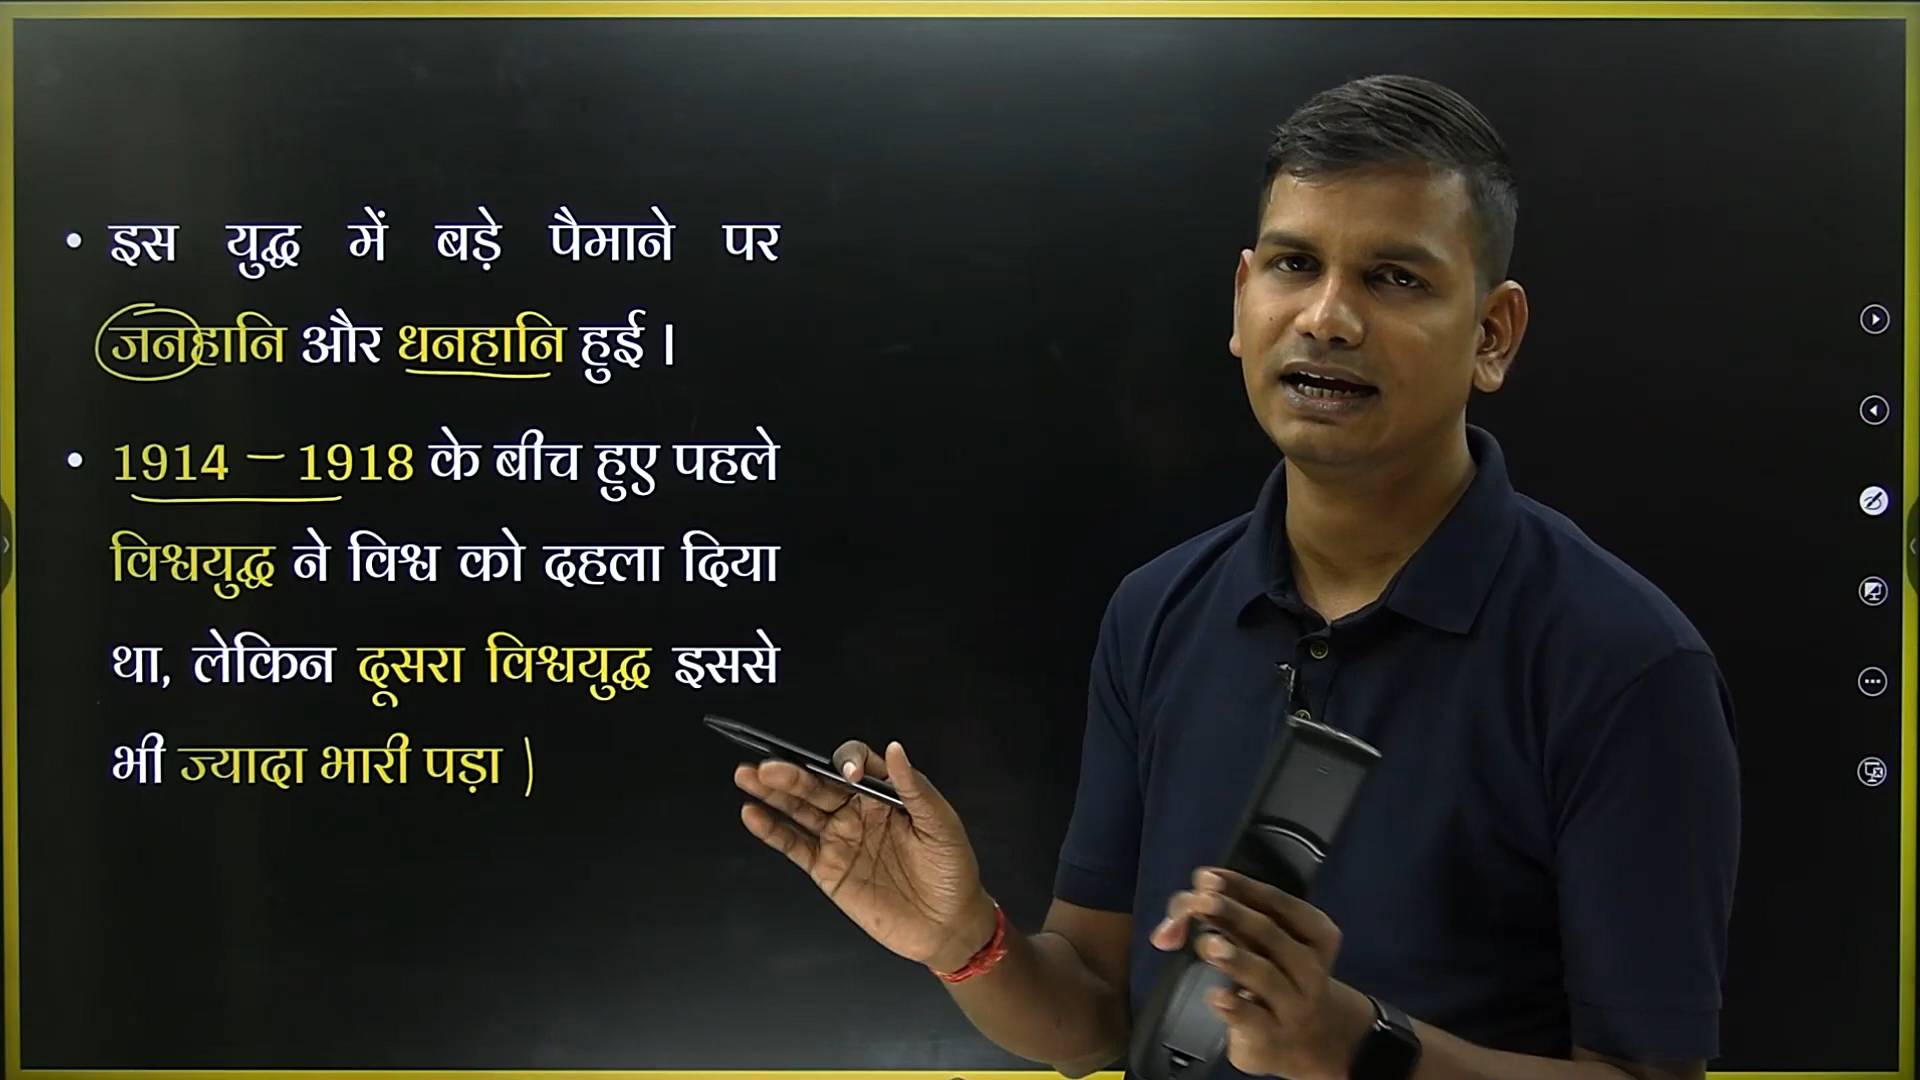 • इस युद्ध में बड़े पैमाने पर
जनहानि और धनहानि हुई ।
• 1914 – 1918 के बीच हुए पहले
विश्वयुद्ध ने विश्व को दहला दिया
था, लेकिन दूसरा विश्वयुद्ध इससे
भी ज्यादा भारी पड़ा )